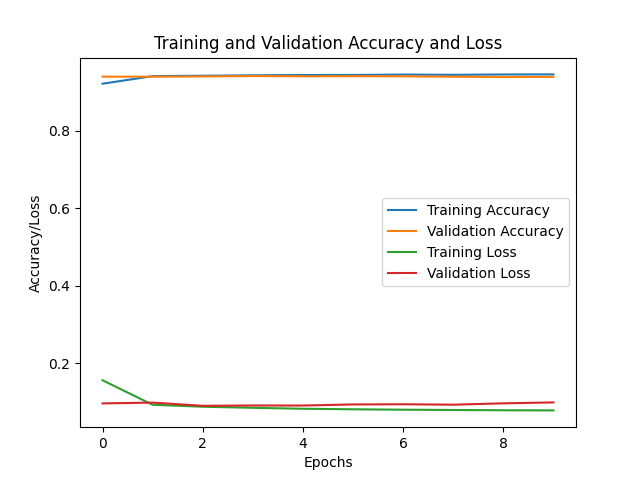 Training and Validation Accuracy and Loss
0.8
0.6
0.4
0.2
Accuracy/Loss
Training Accuracy
Validation Accuracy
Training Loss
Validation Loss
0 2 4 6 8
Epochs